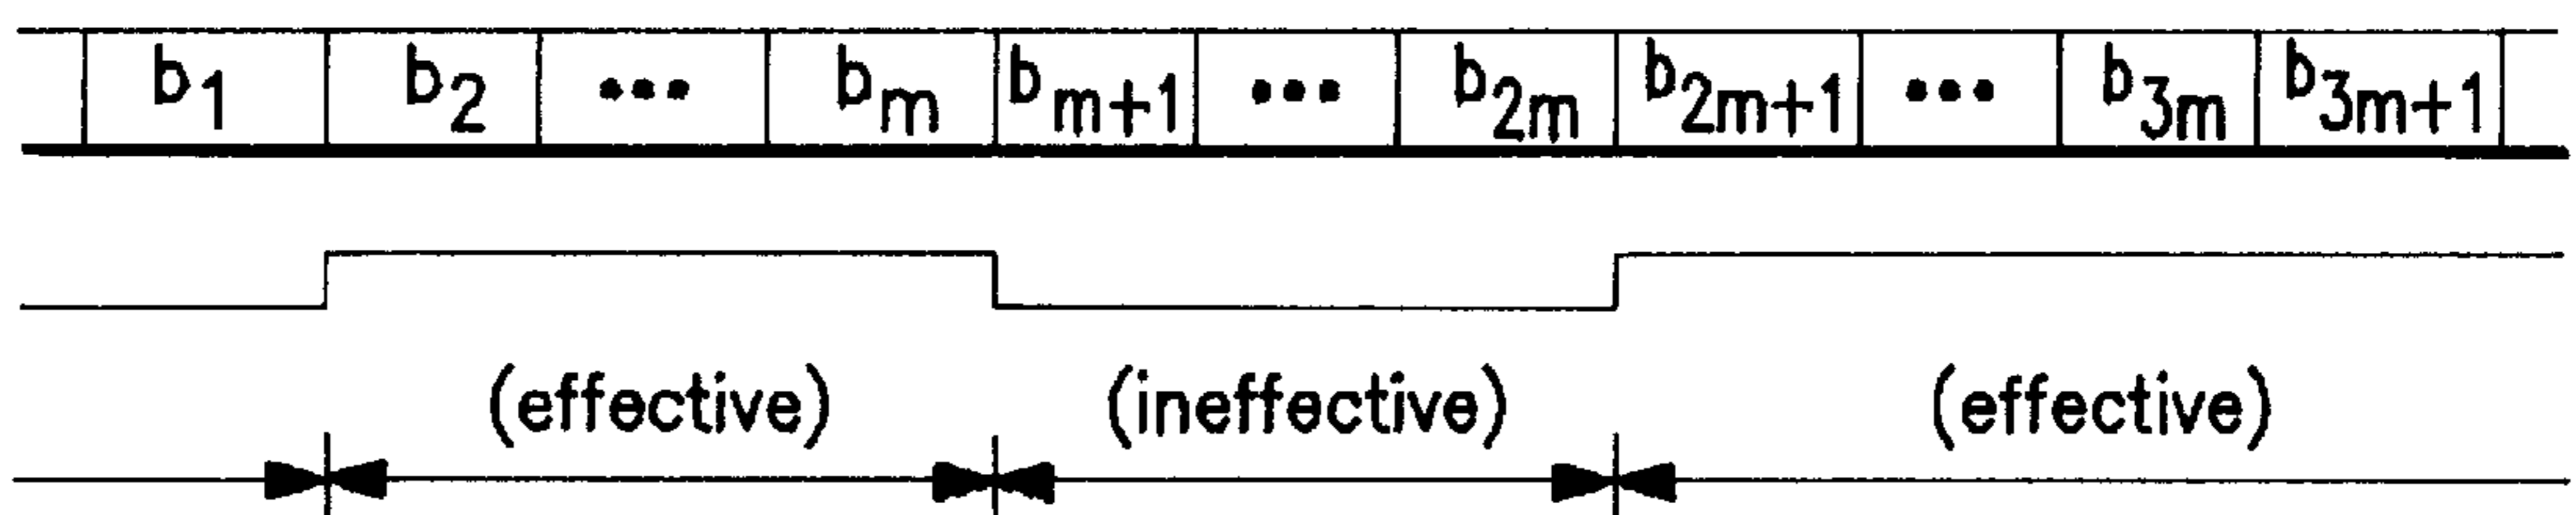 b1 b2 ••• bm bm+1 ••• b2m b2m+1 ••• b3m b3m+1
(effective) (ineffective) (effective)